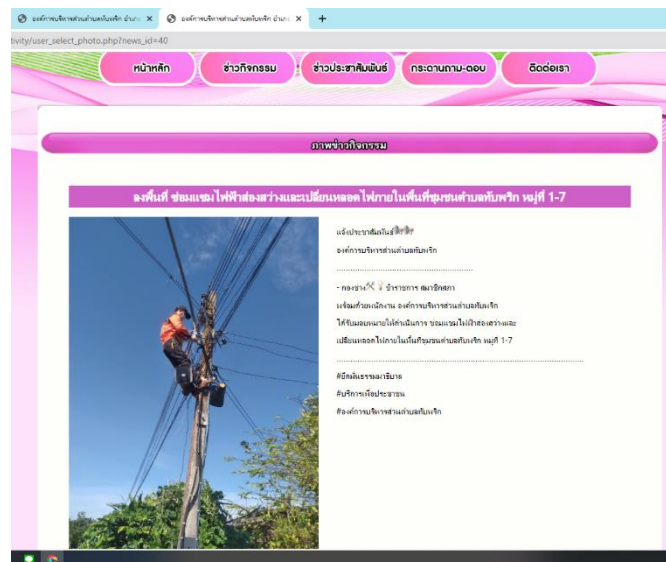 องค์การบริหารส่วนตำบลทับพริก อำเภ
องค์การบริหารส่วนตำบลทับพริก อำเภ
tivity/user_select_photo.php?news_id=40
หน้าหลัก
ข่าวกิจกรรม
ข่าวประชาสัมพันธ์
กระดานถาม-ตอบ
ติดต่อเรา
ภาพข่าวกิจกรรม
ลงพื้นที่ ซ่อมแซมไฟฟ้าส่องสว่างและเปลี่ยนหลอดไฟภายในพื้นที่ชุมชนตำบลทับพริก หมู่ที่ 1-7
แจ้งประชาสัมพันธ์
องค์การบริหารส่วนตำบลทับพริก
- กองช่าง ข้าราชการ สมาชิกสภา
พร้อมด้วยพนักงาน องค์การบริหารส่วนตำบลทับพริก
ได้รับมอบหมายให้ดำเนินการ ซ่อมแซมไฟฟ้าส่องสว่างและ
เปลี่ยนหลอดไฟภายในพื้นที่ชุมชนตำบลทับพริก หมู่ที่ 1-7
#ยึดมั่นธรรมาภิบาล
#บริการเพื่อประชาชน
#องค์การบริหารส่วนตำบลทับพริก